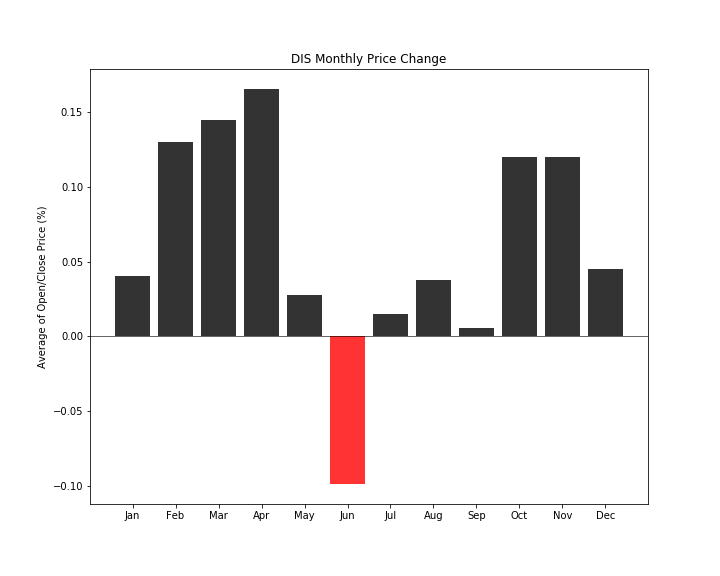 DIS Monthly Price Change
Average of Open/Close Price (%)
0.15
0.10
0.05
0.00
−0.05
−0.10
Jan Feb Mar Apr May Jun Jul Aug Sep Oct Nov Dec